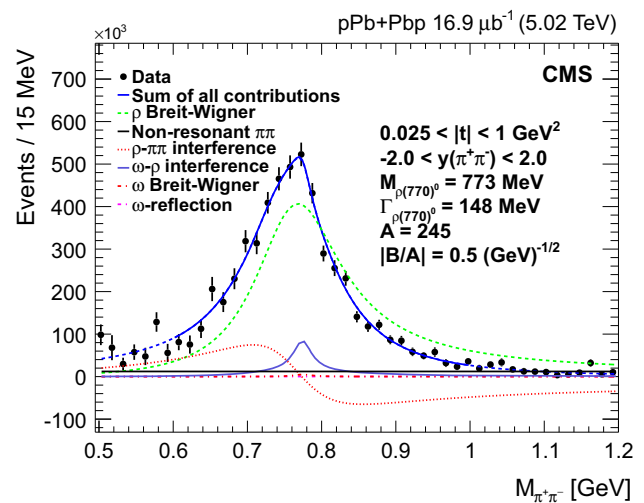 ×10³ pPb+Pbp 16.9 μb⁻¹ (5.02 TeV)
CMS
Data
Sum of all contributions
ρ Breit-Wigner
Non-resonant ππ
ρ-ππ interference
ω-ρ interference
ω Breit-Wigner
ω-reflection
0.025 < |t| < 1 GeV²
-2.0 < y(π⁺π⁻) < 2.0
M_ρ(770)⁰ = 773 MeV
Γ_ρ(770)⁰ = 148 MeV
A = 245
|B/A| = 0.5 (GeV)⁻¹/²
Events / 15 MeV
700
600
500
400
300
200
100
0
-100
0.5 0.6 0.7 0.8 0.9 1 1.1 1.2
M_π⁺π⁻ [GeV]